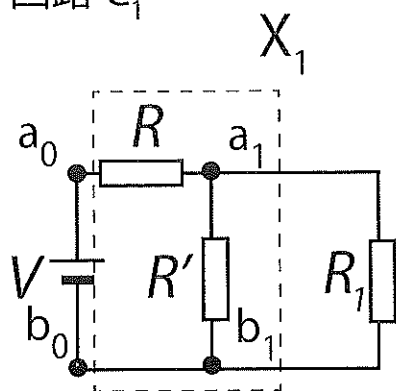 回路 C₁
X₁
a₀ R a₁
V R′ R₁
b₀ b₁